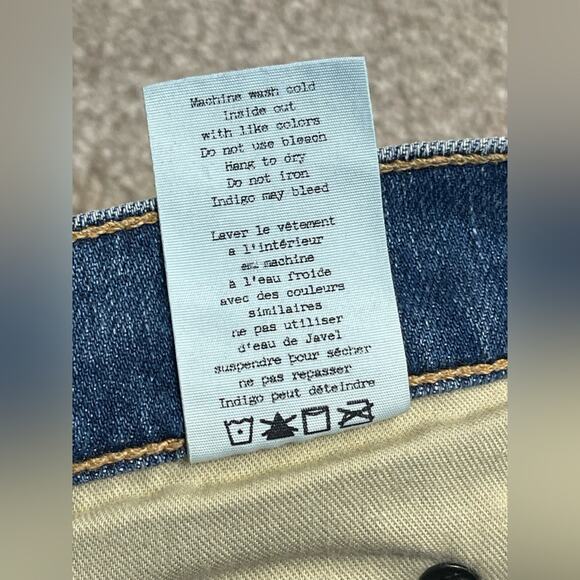 Machine wash cold
Inside out
with like colors
Do not use bleach
Hang to dry
Do not iron
Indigo may bleed
Laver le vêtement
a l'intérieur
en machine
à l'eau froide
avec des couleurs
similaires
ne pas utiliser
d'eau de Javel
suspendre pour sécher
ne pas repasser
Indigo peut déteindre